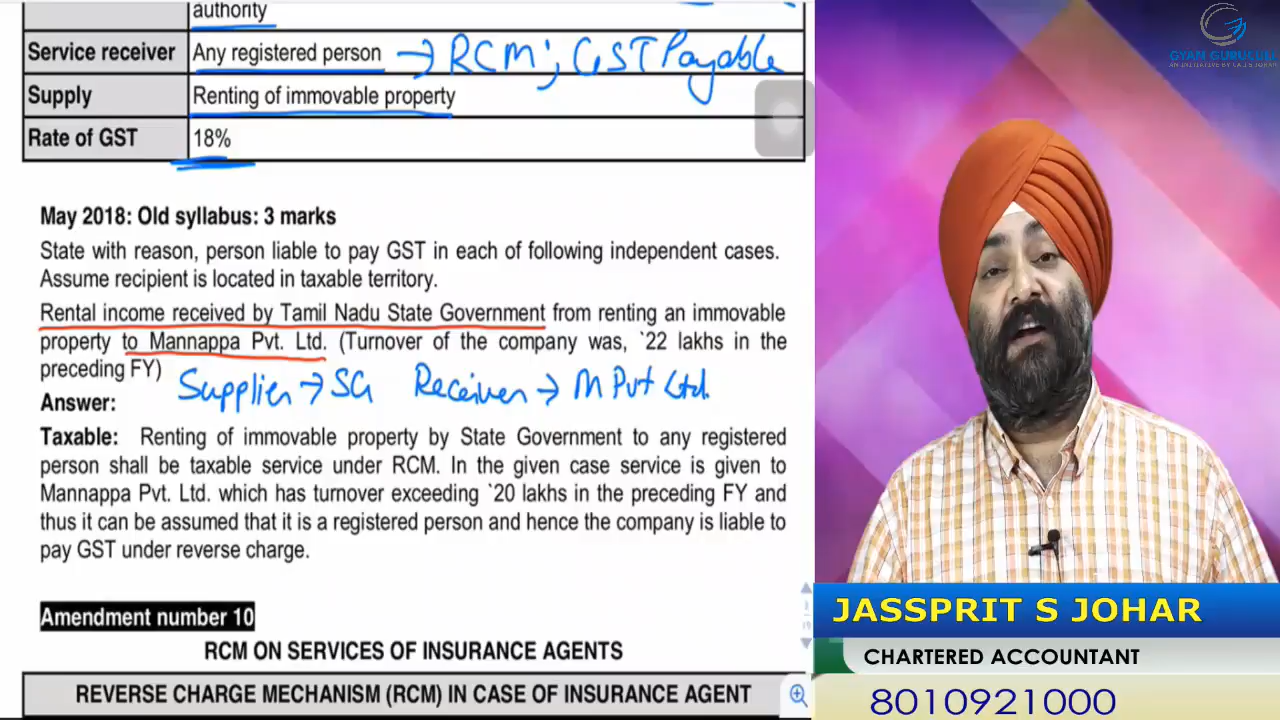 authority
Service receiver Any registered person → RCM; GST Payable
Supply Renting of immovable property
Rate of GST 18%
May 2018: Old syllabus: 3 marks
State with reason, person liable to pay GST in each of following independent cases.
Assume recipient is located in taxable territory.
Rental income received by Tamil Nadu State Government from renting an immovable
property to Mannappa Pvt. Ltd. (Turnover of the company was, `22 lakhs in the
preceding FY)
Supplier → SG Receiver → M Pvt Ltd.
Answer:
Taxable: Renting of immovable property by State Government to any registered
person shall be taxable service under RCM. In the given case service is given to
Mannappa Pvt. Ltd. which has turnover exceeding `20 lakhs in the preceding FY and
thus it can be assumed that it is a registered person and hence the company is liable to
pay GST under reverse charge.
Amendment number 10
RCM ON SERVICES OF INSURANCE AGENTS
REVERSE CHARGE MECHANISM (RCM) IN CASE OF INSURANCE AGENT
GYAN GURUCUL
AN INITIATIVE BY CA J S JOHAR
JASSPRIT S JOHAR
CHARTERED ACCOUNTANT
8010921000